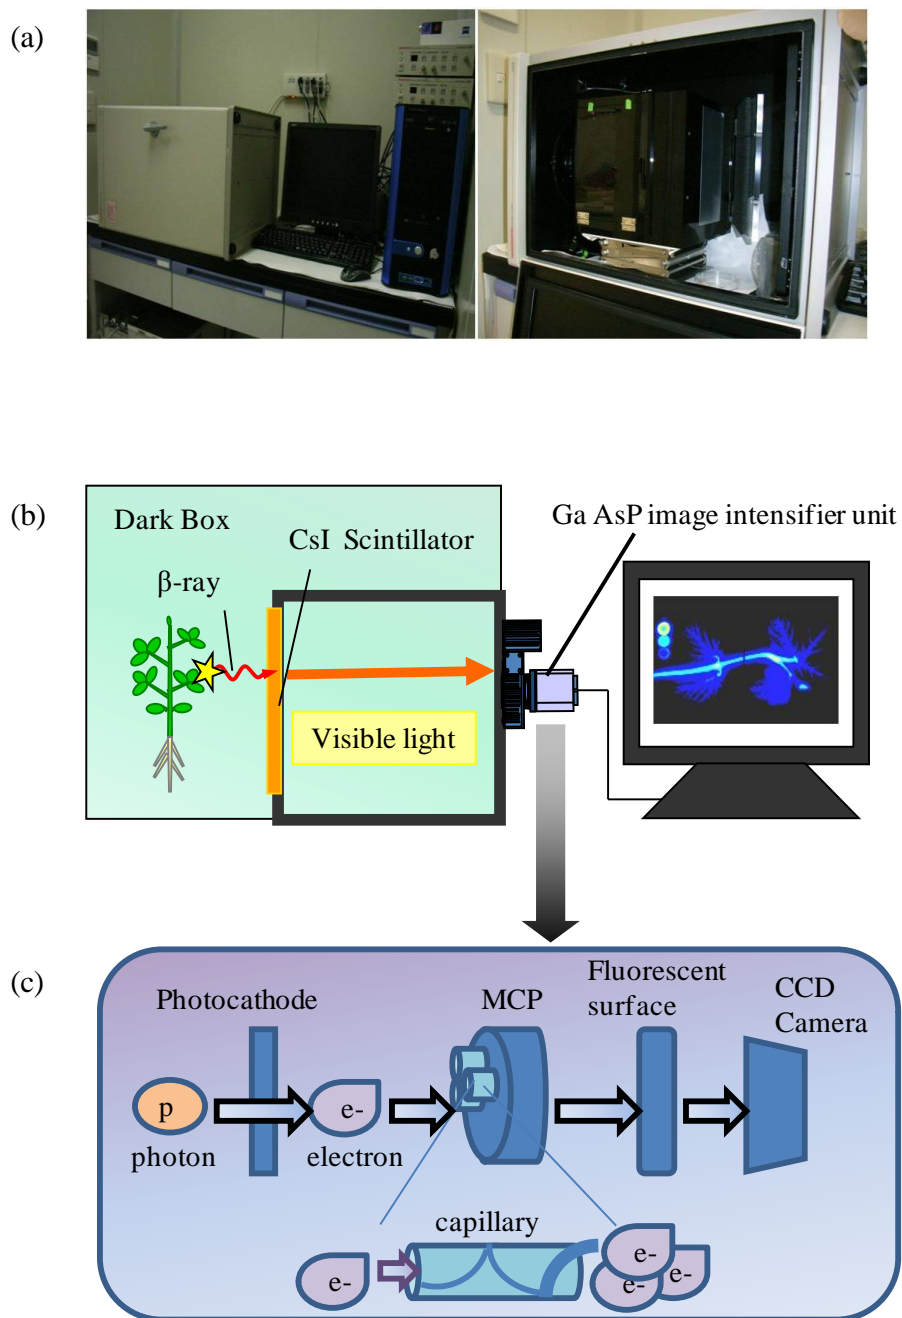 (a)
(b)
Dark Box
Ga AsP image intensifier unit
CsI Scintillator
β-ray
Visible light
(c)
Photocathode
MCP
Fluorescent
surface
CCD
Camera
p
e-
photon
electron
capillary
e-
e-
e-